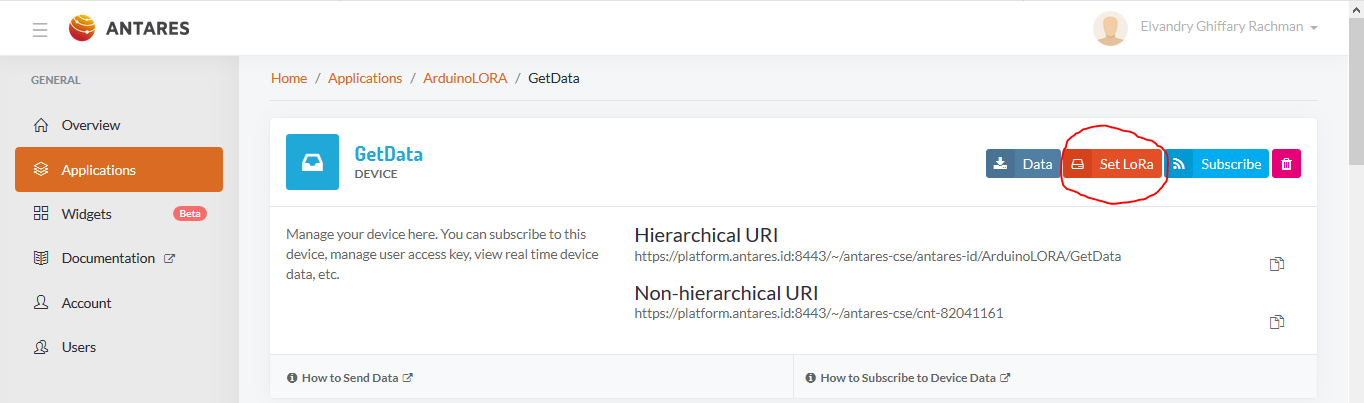 ANTARES
Elvandry Ghiffary Rachman
GENERAL
Overview
Applications
Widgets Beta
Documentation
Account
Users
Home / Applications / ArduinoLORA / GetData
GetData
DEVICE
Data Set LoRa Subscribe
Manage your device here. You can subscribe to this
device, manage user access key, view real time device
data, etc.
Hierarchical URI
https://platform.antares.id:8443/~/antares-cse/antares-id/ArduinoLORA/GetData
Non-hierarchical URI
https://platform.antares.id:8443/~/antares-cse/cnt-82041161
How to Send Data
How to Subscribe to Device Data